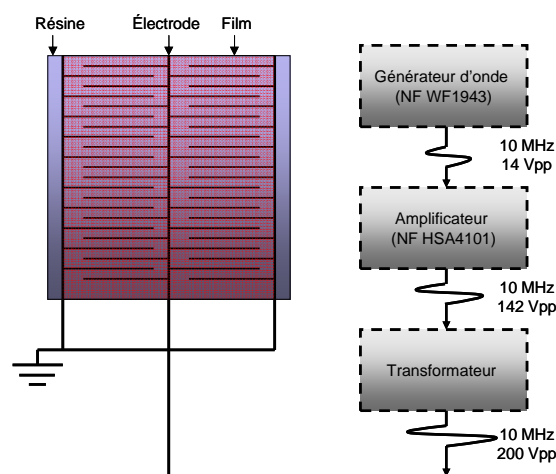 Résine
Électrode
Film
Générateur d'onde
(NF WF1943)
10 MHz
14 Vpp
Amplificateur
(NF HSA4101)
10 MHz
142 Vpp
Transformateur
10 MHz
200 Vpp